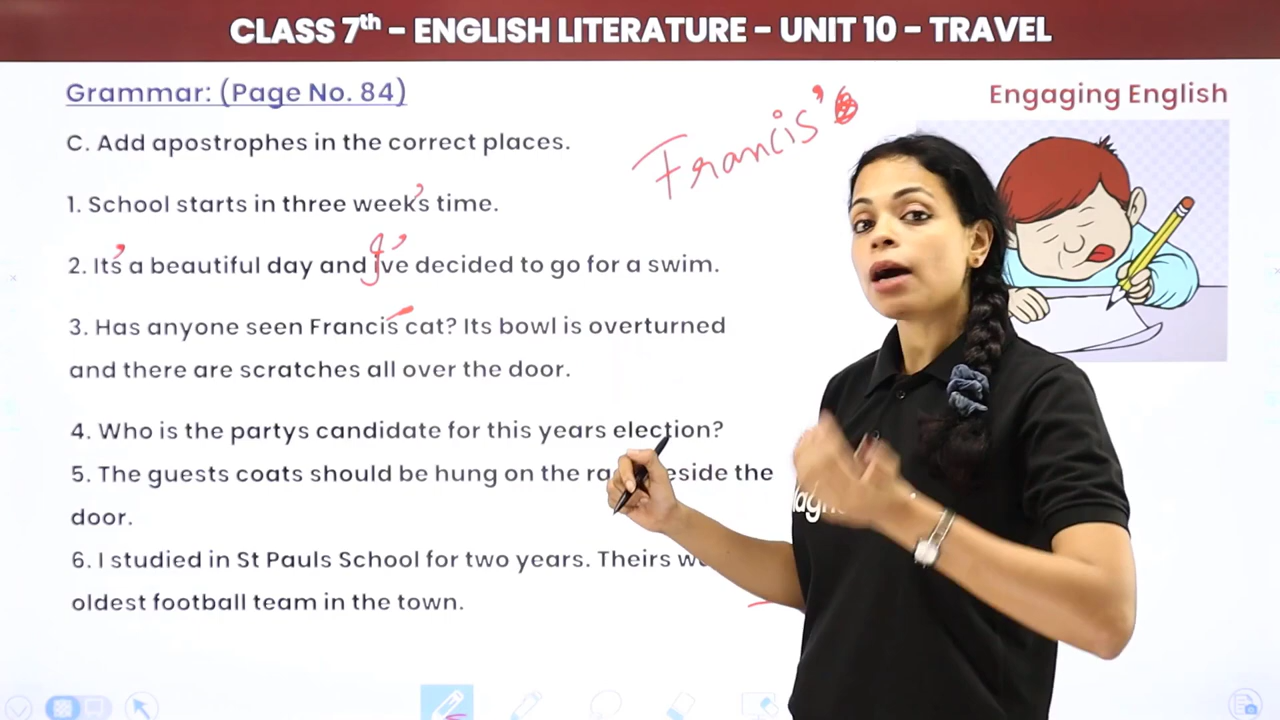 CLASS 7th - ENGLISH LITERATURE - UNIT 10 - TRAVEL
Grammar: (Page No. 84)
Engaging English
Francis'
C. Add apostrophes in the correct places.
1. School starts in three week's time.
2. It's a beautiful day and I've decided to go for a swim.
3. Has anyone seen Francis' cat? Its bowl is overturned
and there are scratches all over the door.
4. Who is the partys candidate for this years election?
5. The guests coats should be hung on the the
door.
6. I studied in St Pauls School for two years. Theirs
oldest football team in the town.